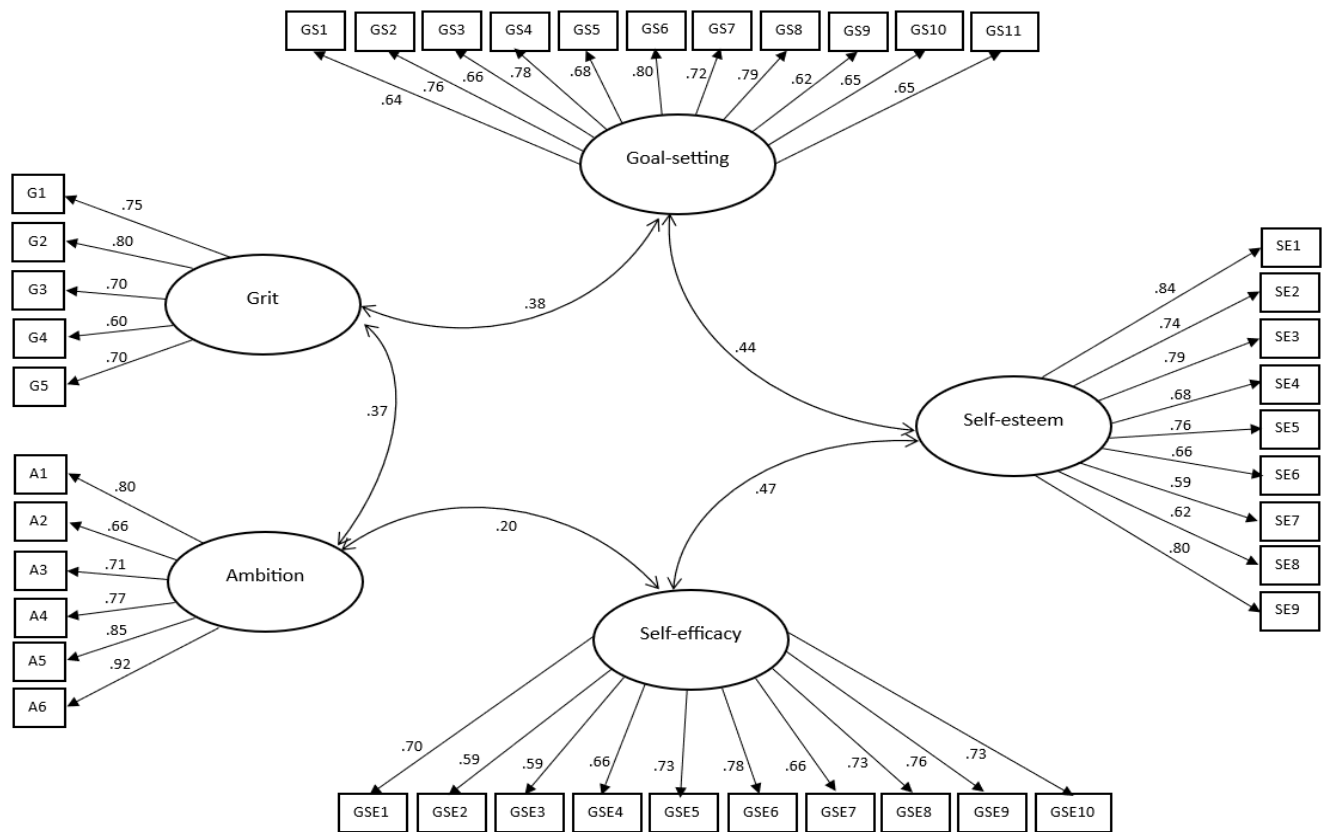 GS1 GS2 GS3 GS4 GS5 GS6 GS7 GS8 GS9 GS10 GS11
.64 .76 .66 .78 .68 .80 .72 .79 .62 .65 .65
Goal-setting
G1 .75
G2 .80
G3 .70
G4 .60
G5 .70
Grit
.38
.44
.37
SE1 .84
SE2 .74
SE3 .79
SE4 .68
SE5 .76
SE6 .66
SE7 .59
SE8 .62
SE9 .80
Self-esteem
.47
.20
A1 .80
A2 .66
A3 .71
A4 .77
A5 .85
A6 .92
Ambition
Self-efficacy
.70 .59 .59 .66 .73 .78 .66 .73 .76 .73
GSE1 GSE2 GSE3 GSE4 GSE5 GSE6 GSE7 GSE8 GSE9 GSE10